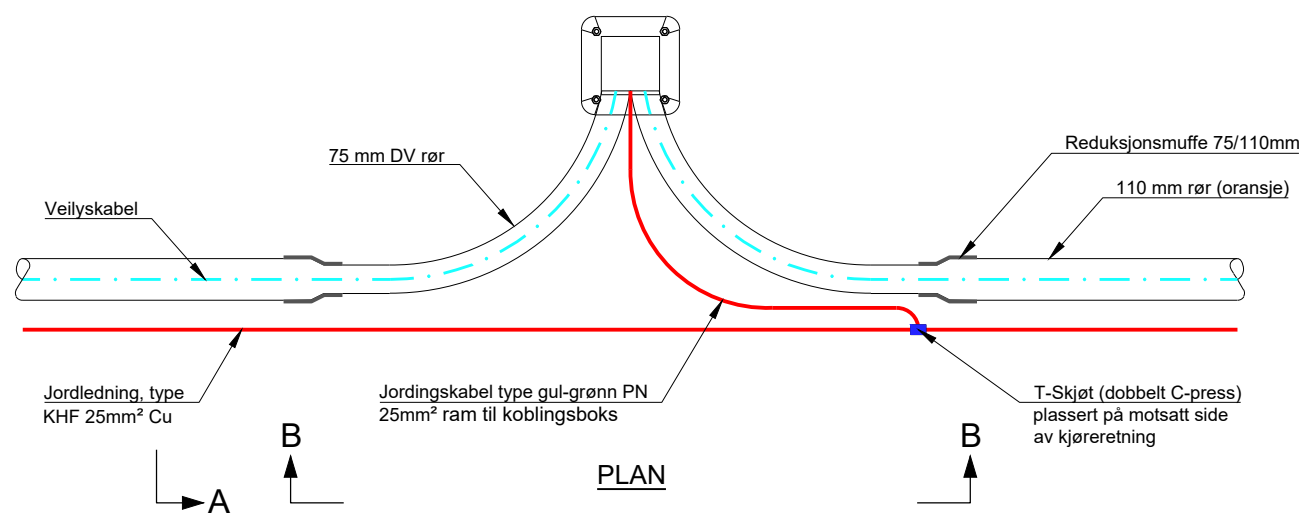 75 mm DV rør
Reduksjonsmuffe 75/110mm
110 mm rør (oransje)
Veilyskabel
Jordledning, type
KHF 25mm² Cu
Jordingskabel type gul-grønn PN
25mm² ram til koblingsboks
T-Skjøt (dobbelt C-press)
plassert på motsatt side
av kjøreretning
B
B
PLAN
A